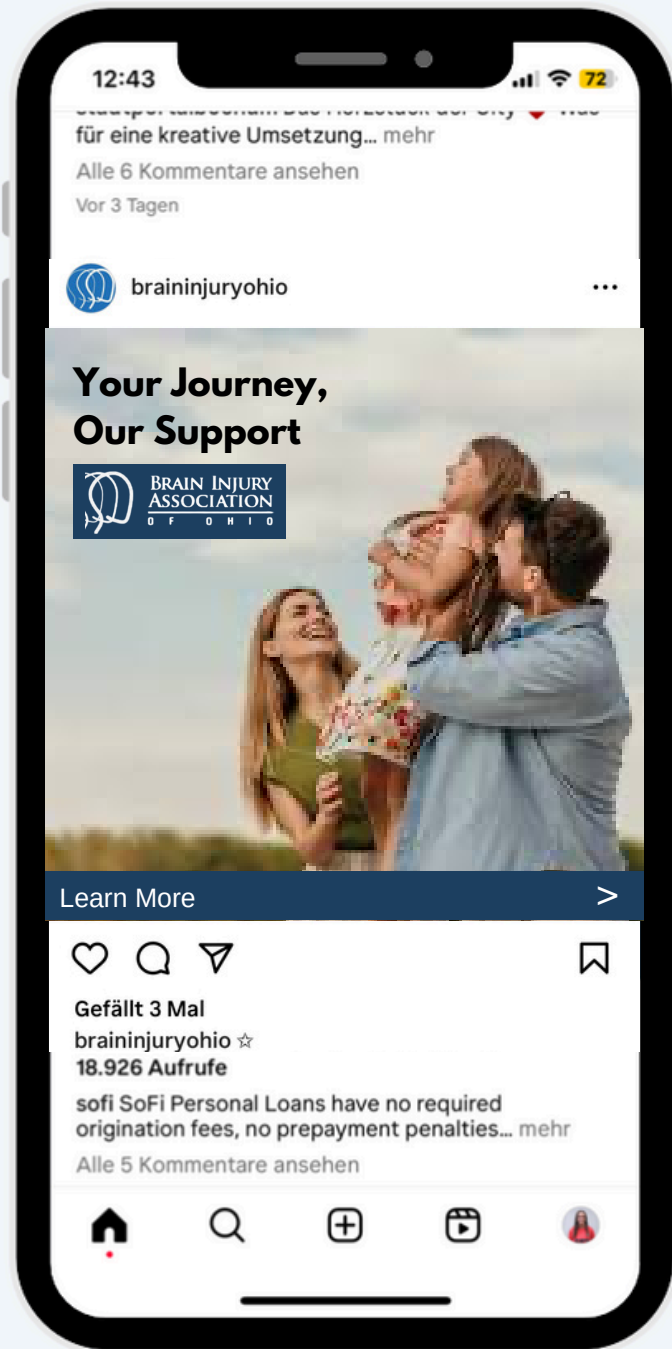 12:43
72
für eine kreative Umsetzung... mehr
Alle 6 Kommentare ansehen
Vor 3 Tagen
braininjuryohio
Your Journey,
Our Support
BRAIN INJURY
ASSOCIATION
OF OHIO
Learn More >
Gefällt 3 Mal
braininjuryohio ☆
18.926 Aufrufe
sofi SoFi Personal Loans have no required
origination fees, no prepayment penalties... mehr
Alle 5 Kommentare ansehen